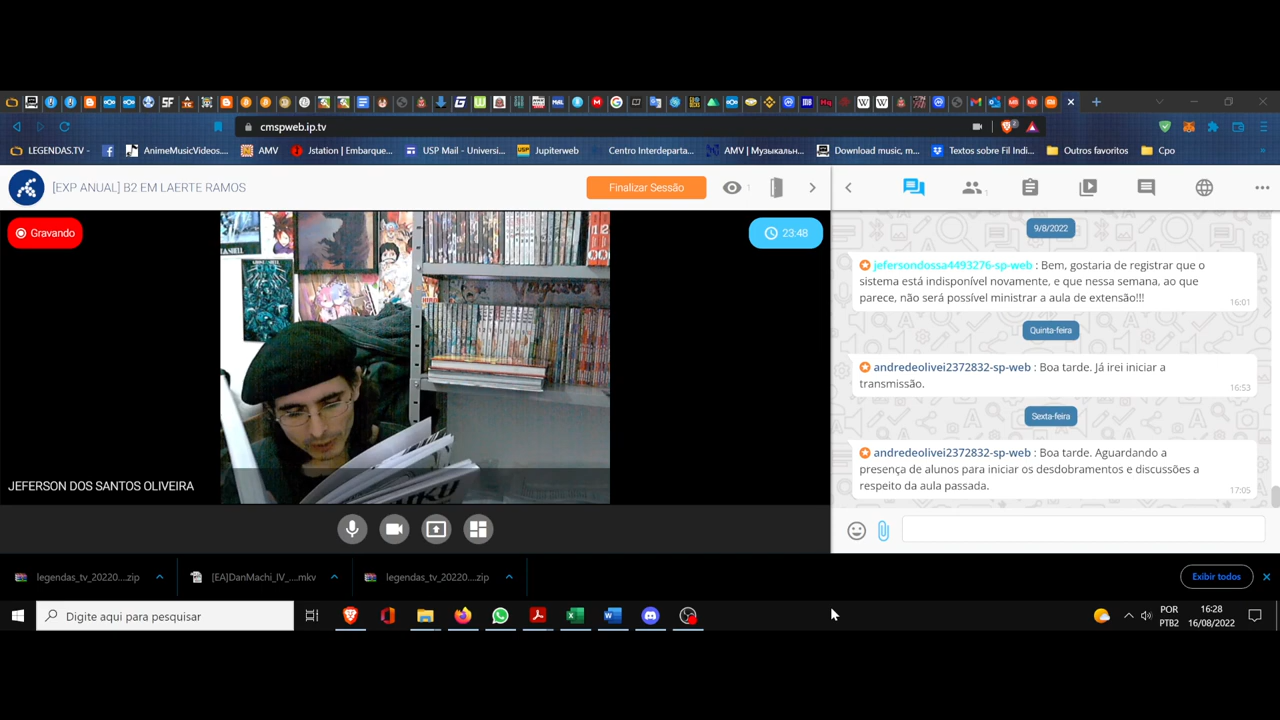 cmspweb.ip.tv
LEGENDAS.TV -
AnimeMusicVideos...
AMV
Jstation | Embarque...
USP Mail - Universi...
Jupiterweb
Centro Interdeparta...
AMV | Музыкальн...
Download music, m...
Textos sobre Fil Indi...
Outros favoritos
Cpo
[EXP ANUAL] B2 EM LAERTE RAMOS
Finalizar Sessão
1
1
Gravando
23:48
JEFERSON DOS SANTOS OLIVEIRA
9/8/2022
jefersondossa4493276-sp-web : Bem, gostaria de registrar que o
sistema está indisponível novamente, e que nessa semana, ao que
parece, não será possível ministrar a aula de extensão!!!
16:01
Quinta-feira
andredeolivei2372832-sp-web : Boa tarde. Já irei iniciar a
transmissão.
16:53
Sexta-feira
andredeolivei2372832-sp-web : Boa tarde. Aguardando a
presença de alunos para iniciar os desdobramentos e discussões a
respeito da aula passada.
17:05
legendas_tv_20220....zip
[EA]DanMachi_IV_....mkv
legendas_tv_20220....zip
Exibir todos
Digite aqui para pesquisar
POR
PTB2
16:28
16/08/2022